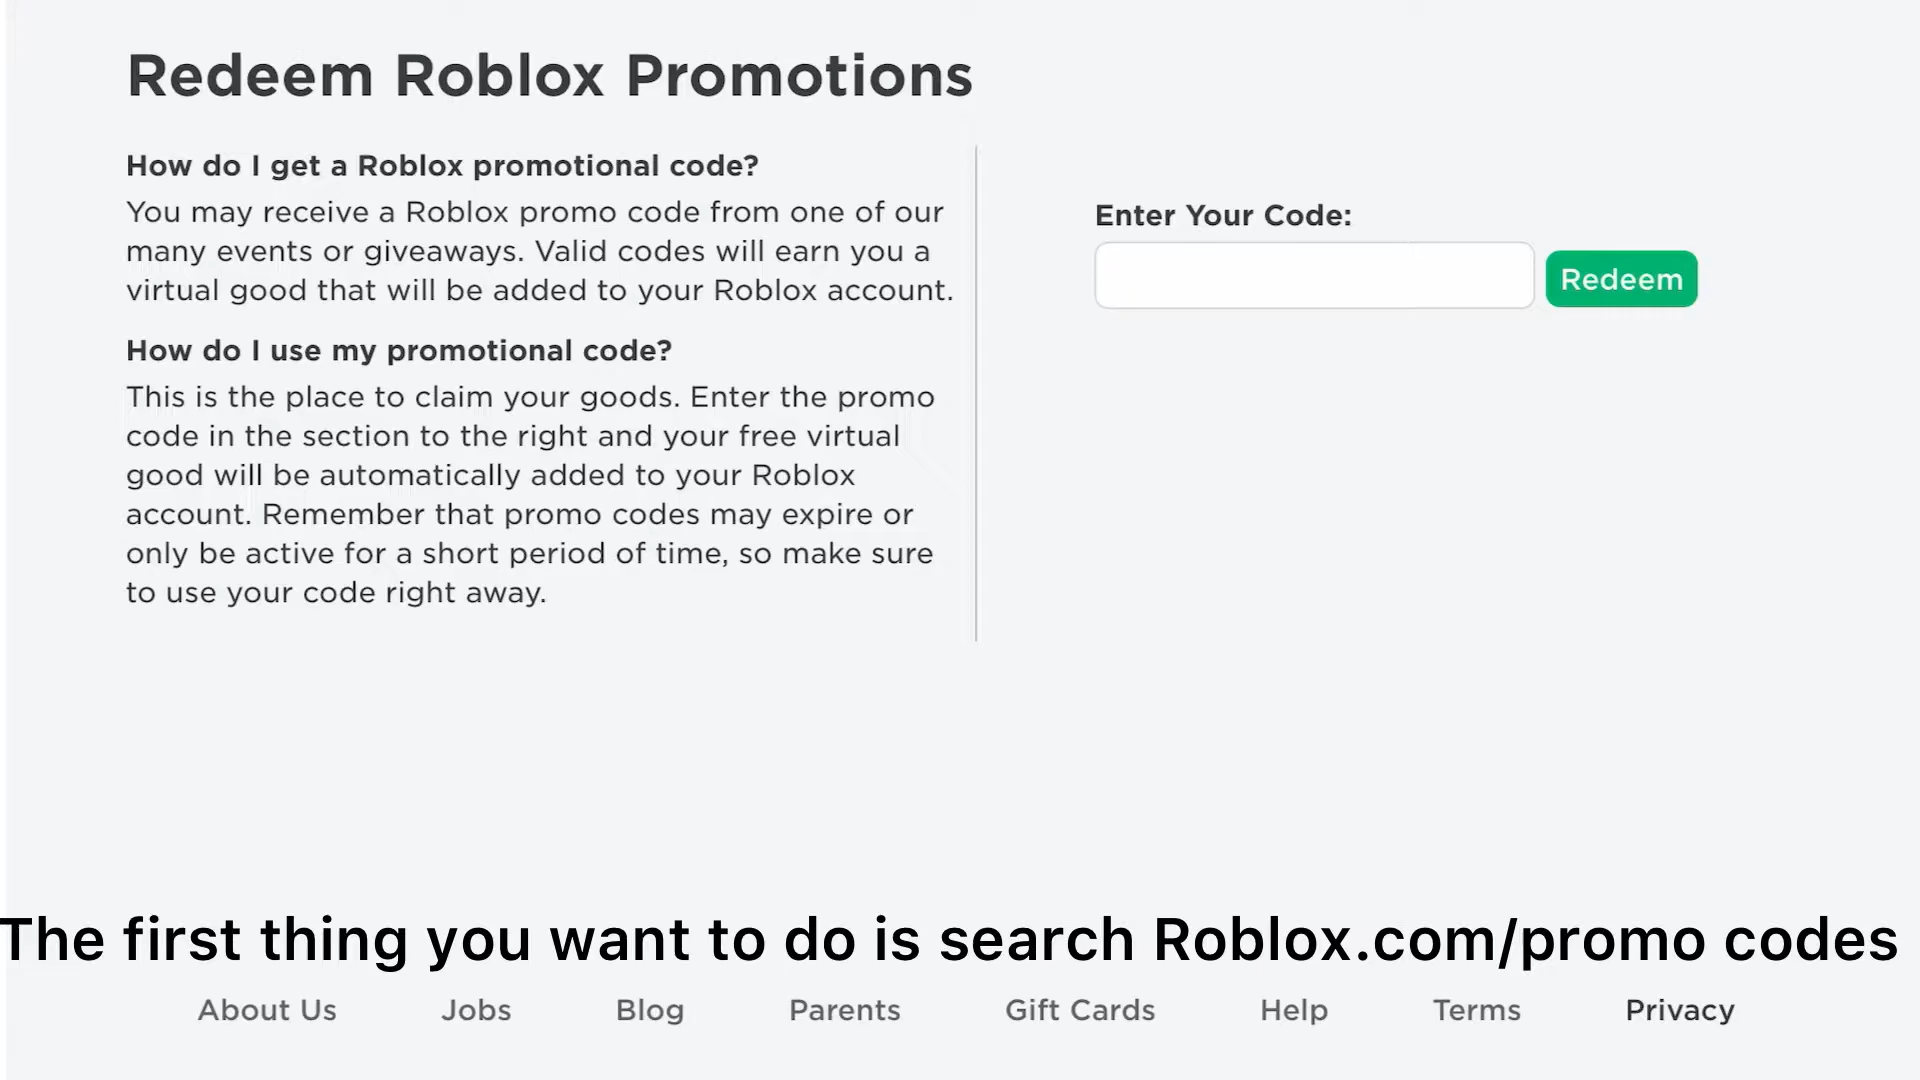 Redeem Roblox Promotions
How do I get a Roblox promotional code?
You may receive a Roblox promo code from one of our
many events or giveaways. Valid codes will earn you a
virtual good that will be added to your Roblox account.
How do I use my promotional code?
This is the place to claim your goods. Enter the promo
code in the section to the right and your free virtual
good will be automatically added to your Roblox
account. Remember that promo codes may expire or
only be active for a short period of time, so make sure
to use your code right away.
Enter Your Code:
Redeem
The first thing you want to do is search Roblox.com/promo codes
About Us Jobs Blog Parents Gift Cards Help Terms Privacy